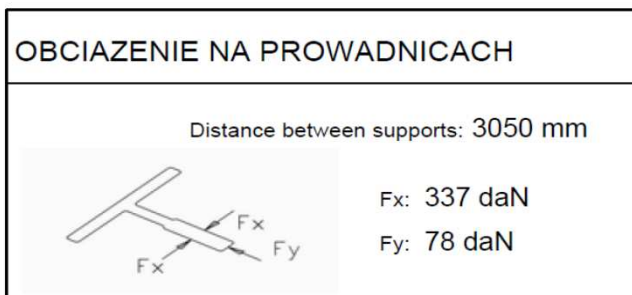 OBCIAZENIE NA PROWADNICACH
Distance between supports: 3050 mm
Fx: 337 daN
Fy: 78 daN
Fx
Fy
Fx